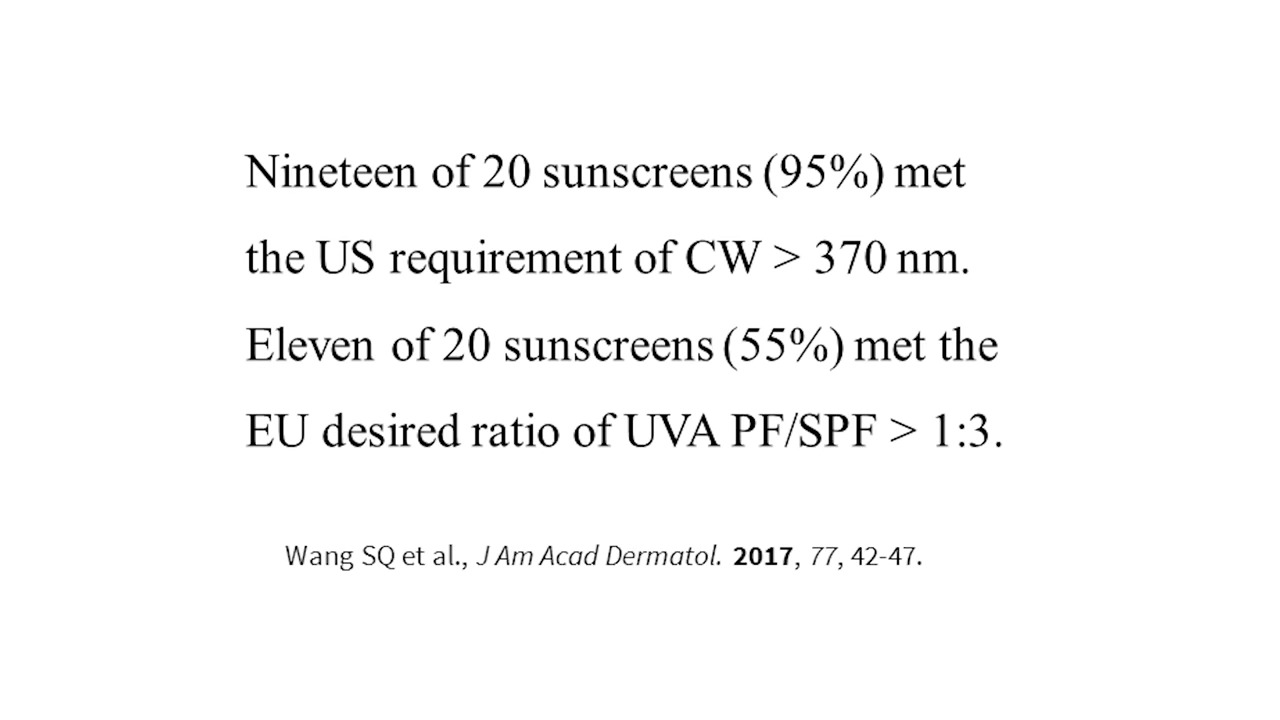 Nineteen of 20 sunscreens (95%) met
the US requirement of CW > 370 nm.
Eleven of 20 sunscreens (55%) met the
EU desired ratio of UVA PF/SPF > 1:3.
Wang SQ et al., J Am Acad Dermatol. 2017, 77, 42-47.